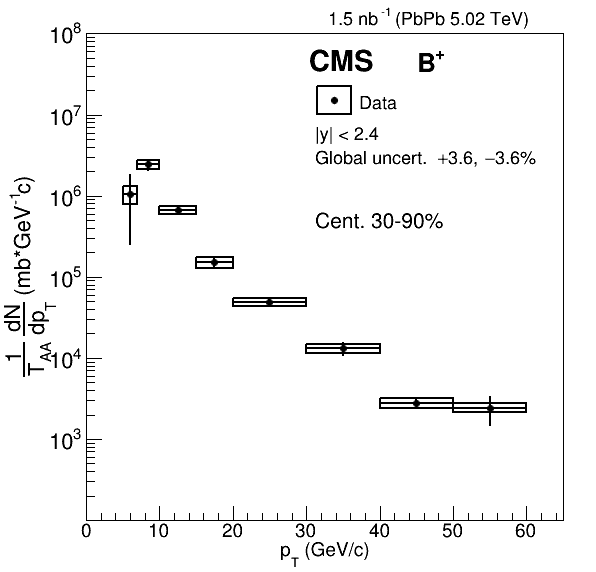 1.5 nb⁻¹ (PbPb 5.02 TeV)
CMS B⁺
Data
|y| < 2.4
Global uncert. +3.6, −3.6%
Cent. 30-90%
10⁸
10⁷
10⁶
10⁵
10⁴
10³
1/T_AA dN/dp_T (mb*GeV⁻¹c)
0 10 20 30 40 50 60
p_T (GeV/c)